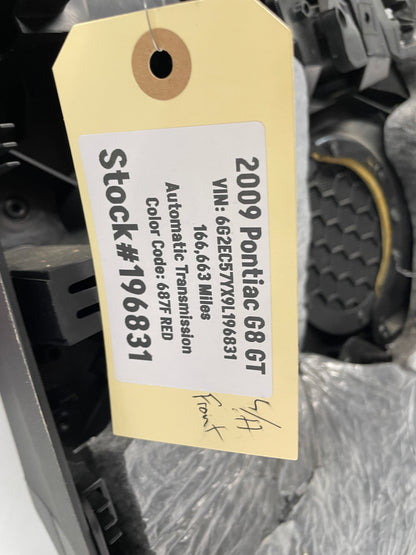 2009 Pontiac G8 GT
VIN: 6G2EC57YX9L196831
166,663 Miles
Automatic Transmission
Color Code: 687F RED
Stock#196831
Front